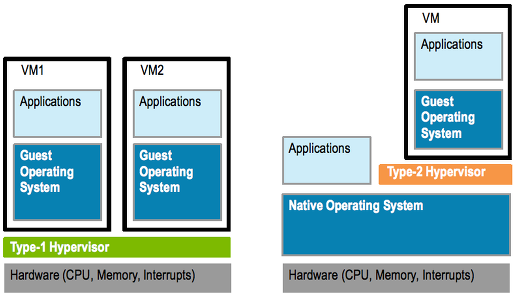 VM1
Applications
Guest
Operating
System
VM2
Applications
Guest
Operating
System
Type-1 Hypervisor
Hardware (CPU, Memory, Interrupts)
VM
Applications
Guest
Operating
System
Applications
Type-2 Hypervisor
Native Operating System
Hardware (CPU, Memory, Interrupts)